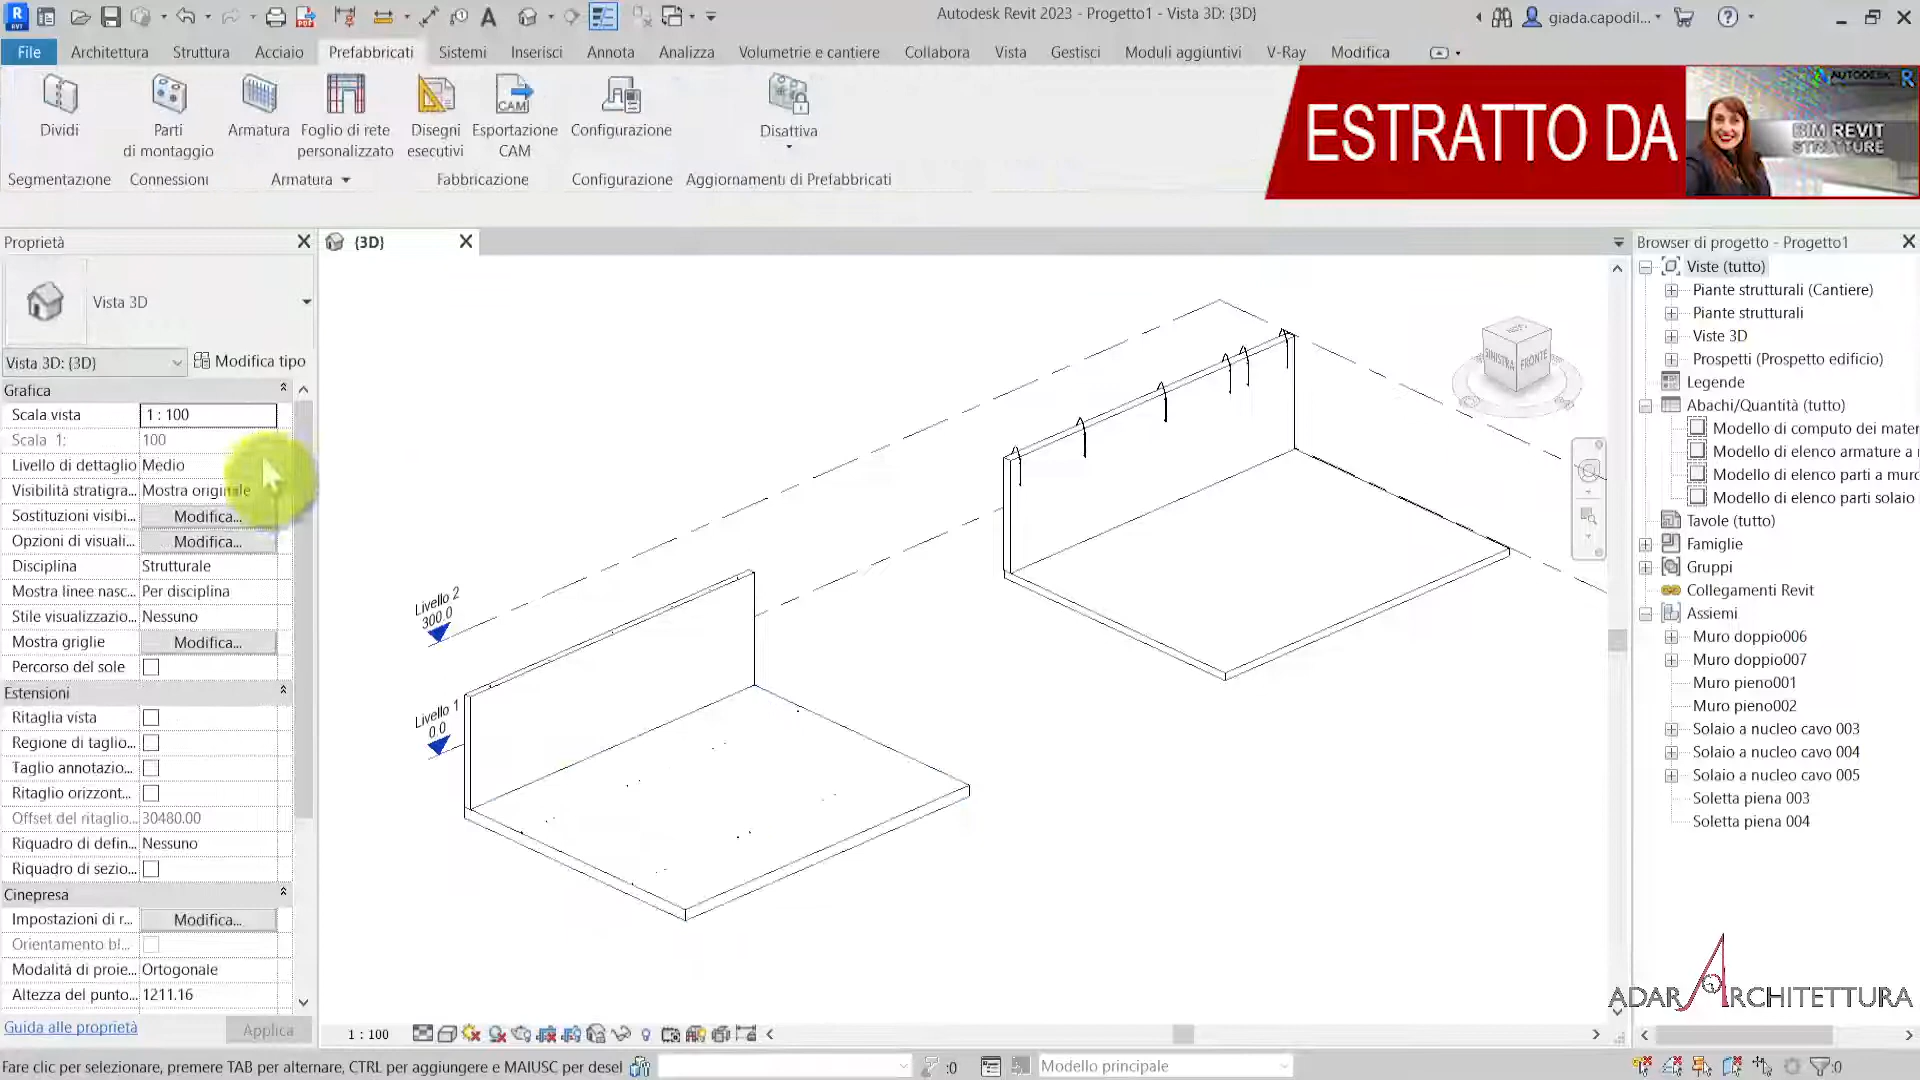 Autodesk Revit 2023 - Progetto1 - Vista 3D: {3D}
giada.capodil...
File Architettura Struttura Acciaio Prefabbricati Sistemi Inserisci Annota Analizza Volumetrie e cantiere Collabora Vista Gestisci Moduli aggiuntivi V-Ray Modifica
Dividi
Parti
di montaggio
Armatura
Foglio di rete
personalizzato
Disegni
esecutivi
Esportazione
CAM
Configurazione
Disattiva
Segmentazione Connessioni Armatura Fabbricazione Configurazione Aggiornamenti di Prefabbricati
ESTRATTO DA
AUTODESK
BIM REVIT
STRUTTURE
Proprietà
Vista 3D
Vista 3D: {3D} Modifica tipo
Grafica
Scala vista 1 : 100
Scala 1: 100
Livello di dettaglio Medio
Visibilità stratigra... Mostra originale
Sostituzioni visibi... Modifica...
Opzioni di visuali... Modifica...
Disciplina Strutturale
Mostra linee nasc... Per disciplina
Stile visualizzazio... Nessuno
Mostra griglie Modifica...
Percorso del sole
Estensioni
Ritaglia vista
Regione di taglio...
Taglio annotazio...
Ritaglio orizzont...
Offset del ritaglio... 30480.00
Riquadro di defin... Nessuno
Riquadro di sezio...
Cinepresa
Impostazioni di r... Modifica...
Orientamento bl...
Modalità di proie... Ortogonale
Altezza del punto... 1211.16
Guida alle proprietà Applica
{3D}
Livello 2
300.0
Livello 1
0.0
SINISTRA
FRONTE
1 : 100
Browser di progetto - Progetto1
Viste (tutto)
Piante strutturali (Cantiere)
Piante strutturali
Viste 3D
Prospetti (Prospetto edificio)
Legende
Abachi/Quantità (tutto)
Modello di computo dei mater
Modello di elenco armature a r
Modello di elenco parti a muro
Modello di elenco parti solaio
Tavole (tutto)
Famiglie
Gruppi
Collegamenti Revit
Assiemi
Muro doppio006
Muro doppio007
Muro pieno001
Muro pieno002
Solaio a nucleo cavo 003
Solaio a nucleo cavo 004
Solaio a nucleo cavo 005
Soletta piena 003
Soletta piena 004
ADARARCHITETTURA
Fare clic per selezionare, premere TAB per alternare, CTRL per aggiungere e MAIUSC per desel
:0
Modello principale
:0